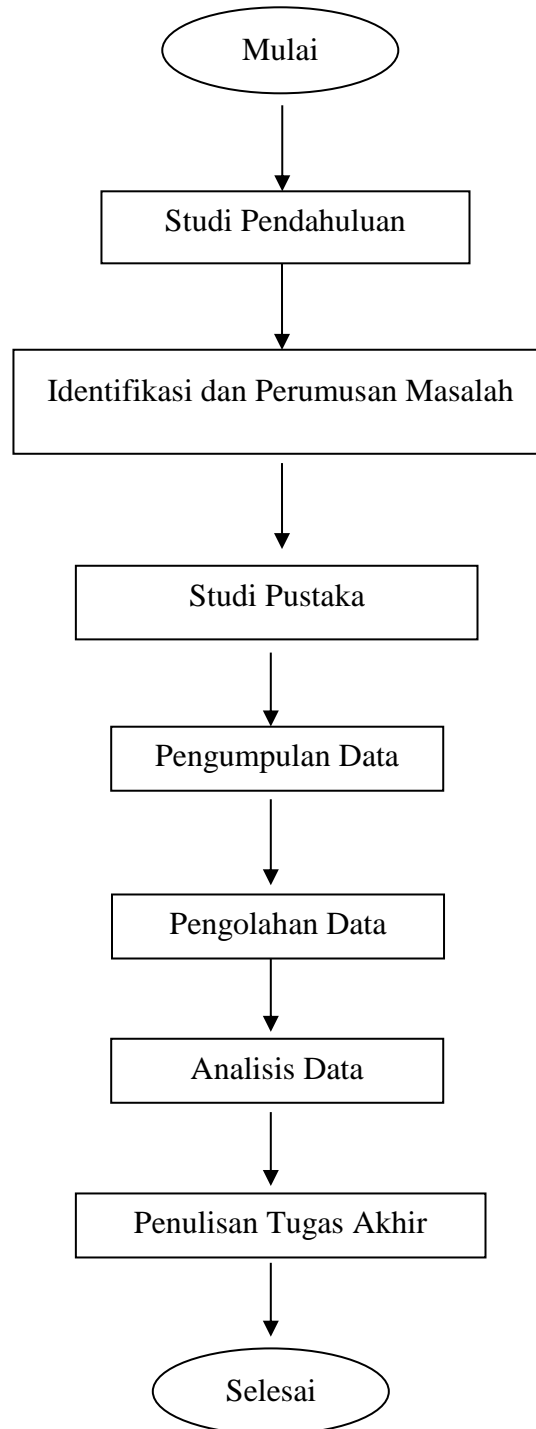 Mulai
Studi Pendahuluan
Identifikasi dan Perumusan Masalah
Studi Pustaka
Pengumpulan Data
Pengolahan Data
Analisis Data
Penulisan Tugas Akhir
Selesai